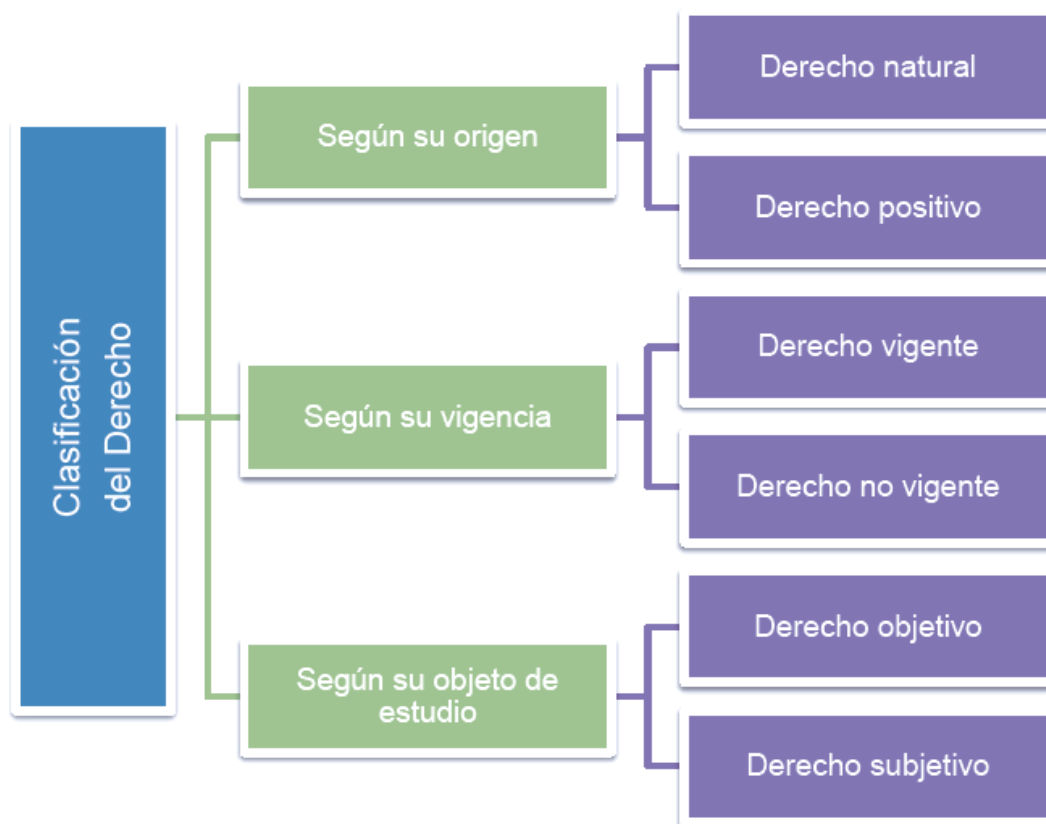 Clasificación
del Derecho
Según su origen
Derecho natural
Derecho positivo
Según su vigencia
Derecho vigente
Derecho no vigente
Según su objeto de
estudio
Derecho objetivo
Derecho subjetivo